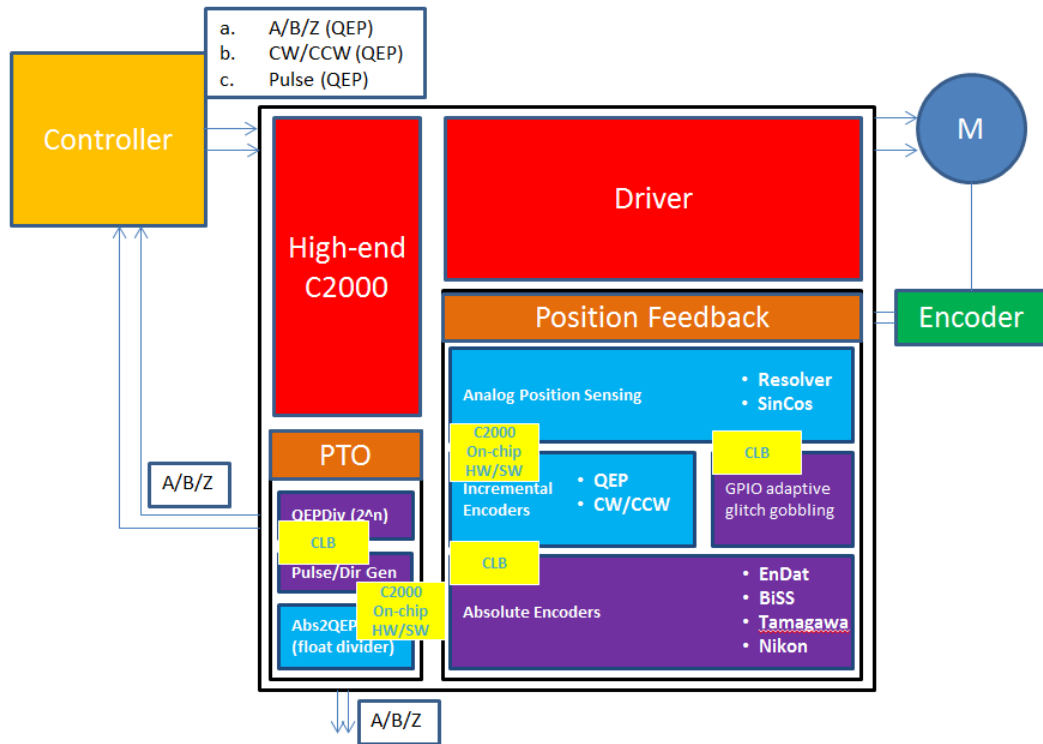 a. A/B/Z (QEP)
b. CW/CCW (QEP)
c. Pulse (QEP)
Controller
High-end
C2000
Driver
M
Encoder
Position Feedback
Analog Position Sensing
• Resolver
• SinCos
C2000
On-chip
HW/SW
Incremental
Encoders
• QEP
• CW/CCW
CLB
GPIO adaptive
glitch gobbling
CLB
Absolute Encoders
• EnDat
• BiSS
• Tamagawa
• Nikon
PTO
QEPDiv (2^n)
CLB
Pulse/Dir Gen
C2000
On-chip
HW/SW
Abs2QEP
(float divider)
A/B/Z
A/B/Z